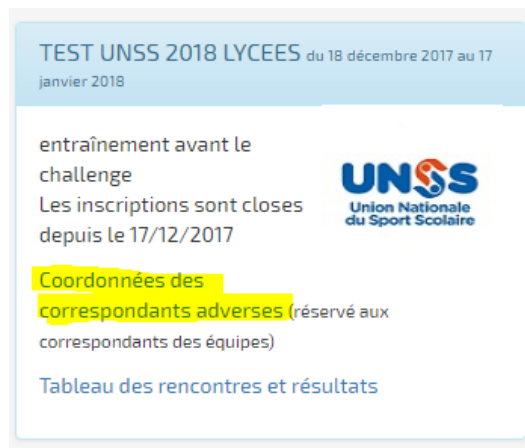 TEST UNSS 2018 LYCEES du 18 décembre 2017 au 17
janvier 2018
entraînement avant le
challenge
Les inscriptions sont closes
depuis le 17/12/2017
UNSS
Union Nationale
du Sport Scolaire
Coordonnées des
correspondants adverses (réservé aux
correspondants des équipes)
Tableau des rencontres et résultats